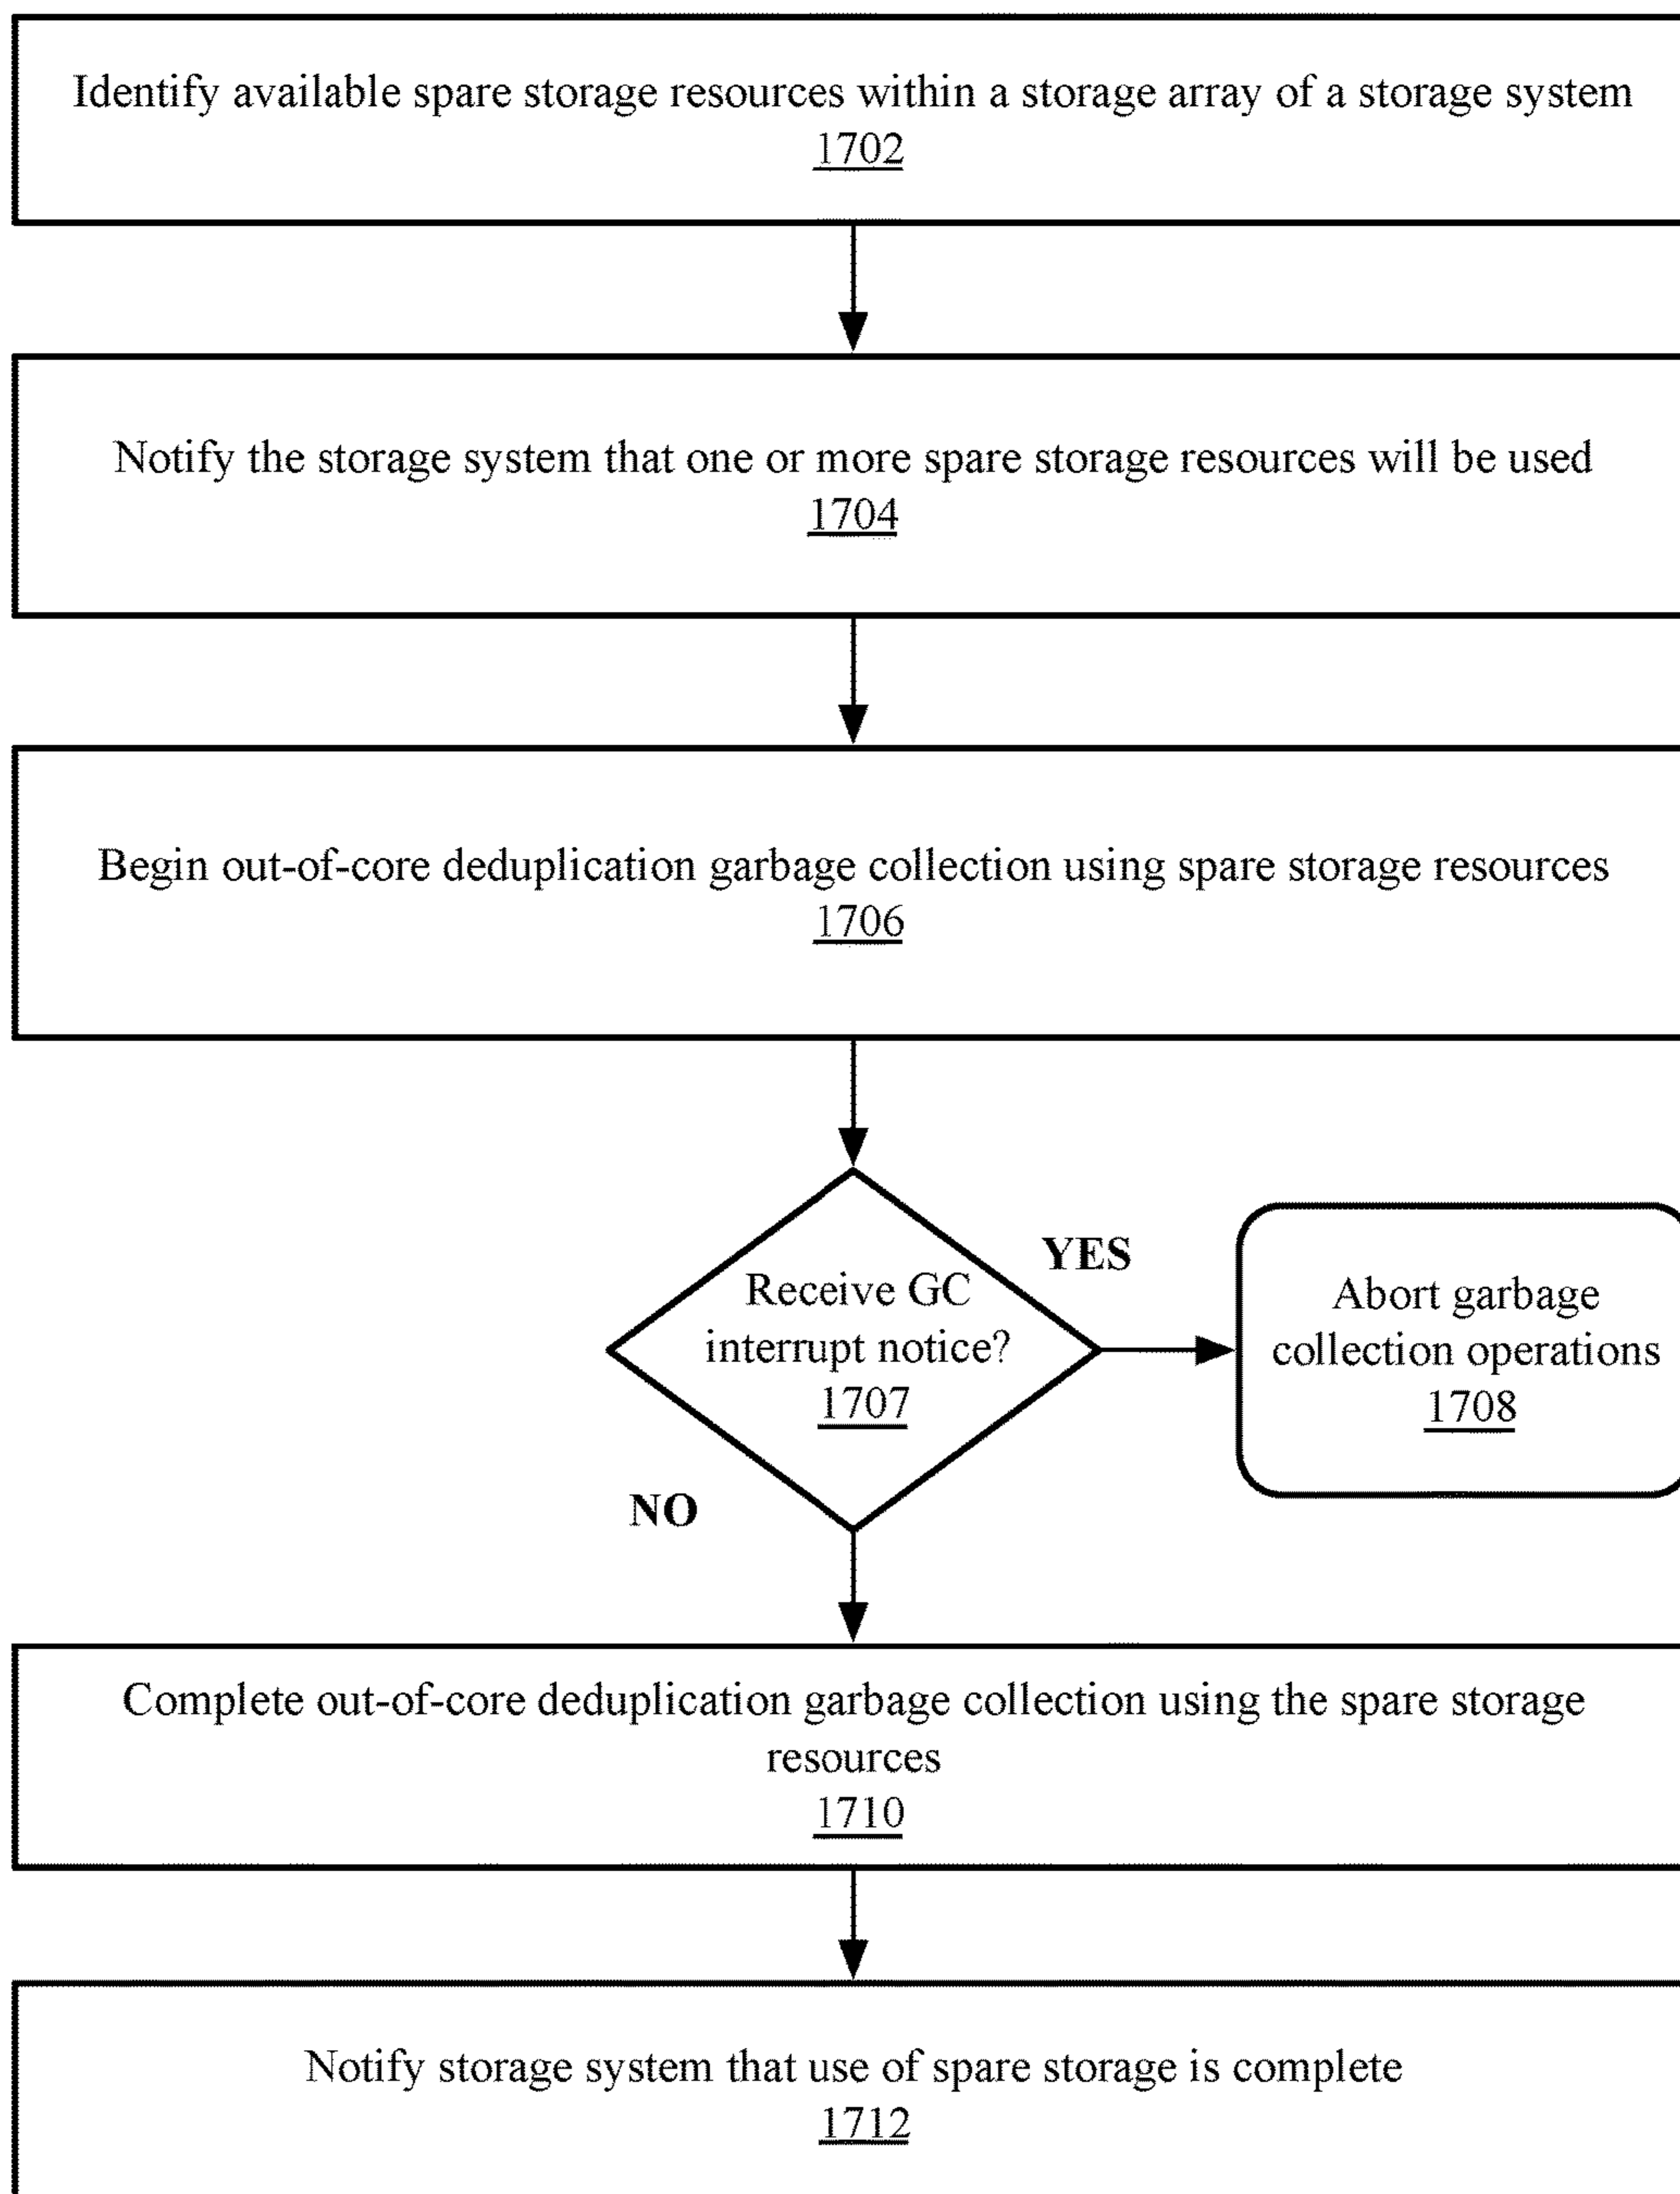 Identify available spare storage resources within a storage array of a storage system
1702
Notify the storage system that one or more spare storage resources will be used
1704
Begin out-of-core deduplication garbage collection using spare storage resources
1706
YES
Receive GC
interrupt notice?
1707
Abort garbage
collection operations
1708
NO
Complete out-of-core deduplication garbage collection using the spare storage
resources
1710
Notify storage system that use of spare storage is complete
1712